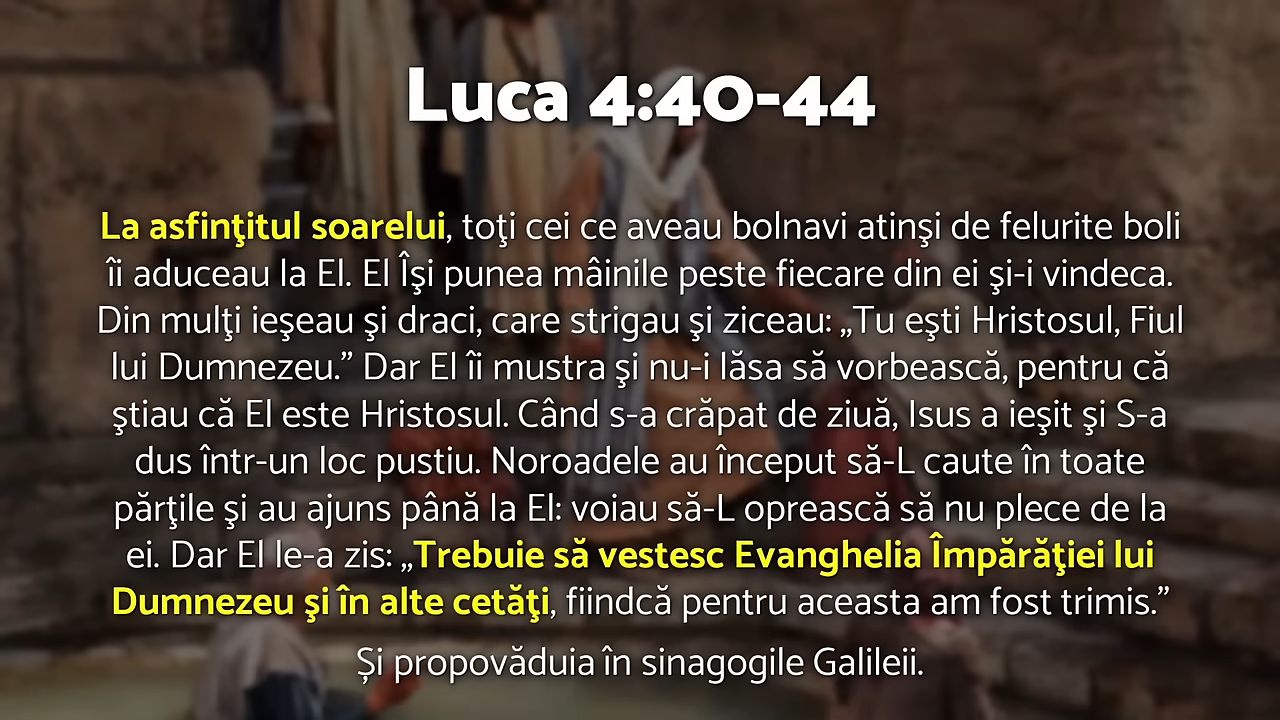 Luca 4:40-44
La asfinţitul soarelui, toţi cei ce aveau bolnavi atinşi de felurite boli
îi aduceau la El. El Îşi punea mâinile peste fiecare din ei şi-i vindeca.
Din mulţi ieşeau şi draci, care strigau şi ziceau: „Tu eşti Hristosul, Fiul
lui Dumnezeu.” Dar El îi mustra şi nu-i lăsa să vorbească, pentru că
ştiau că El este Hristosul. Când s-a crăpat de ziuă, Isus a ieşit şi S-a
dus într-un loc pustiu. Noroadele au început să-L caute în toate
părţile şi au ajuns până la El: voiau să-L oprească să nu plece de la
ei. Dar El le-a zis: „Trebuie să vestesc Evanghelia Împărăţiei lui
Dumnezeu şi în alte cetăţi, fiindcă pentru aceasta am fost trimis.”
Și propovăduia în sinagogile Galileii.